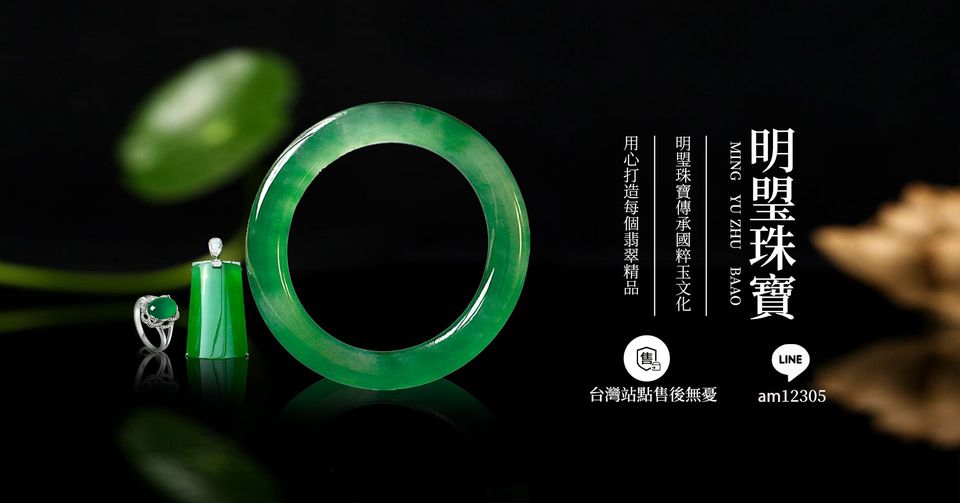 明瑿珠寶
MING YU ZHU BAAO
明瑿珠寶傳承國粹玉文化
用心打造每個翡翠精品
售
台灣站點售後無憂
LINE
am12305